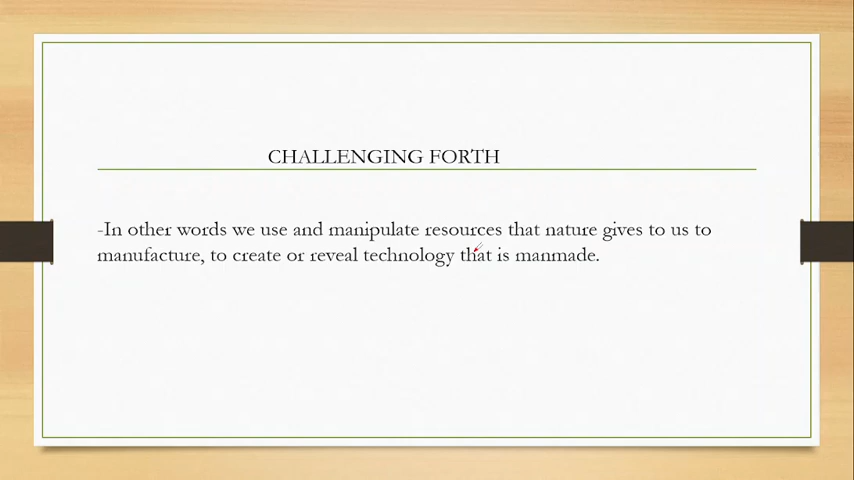 CHALLENGING FORTH
-In other words we use and manipulate resources that nature gives to us to
manufacture, to create or reveal technology that is manmade.